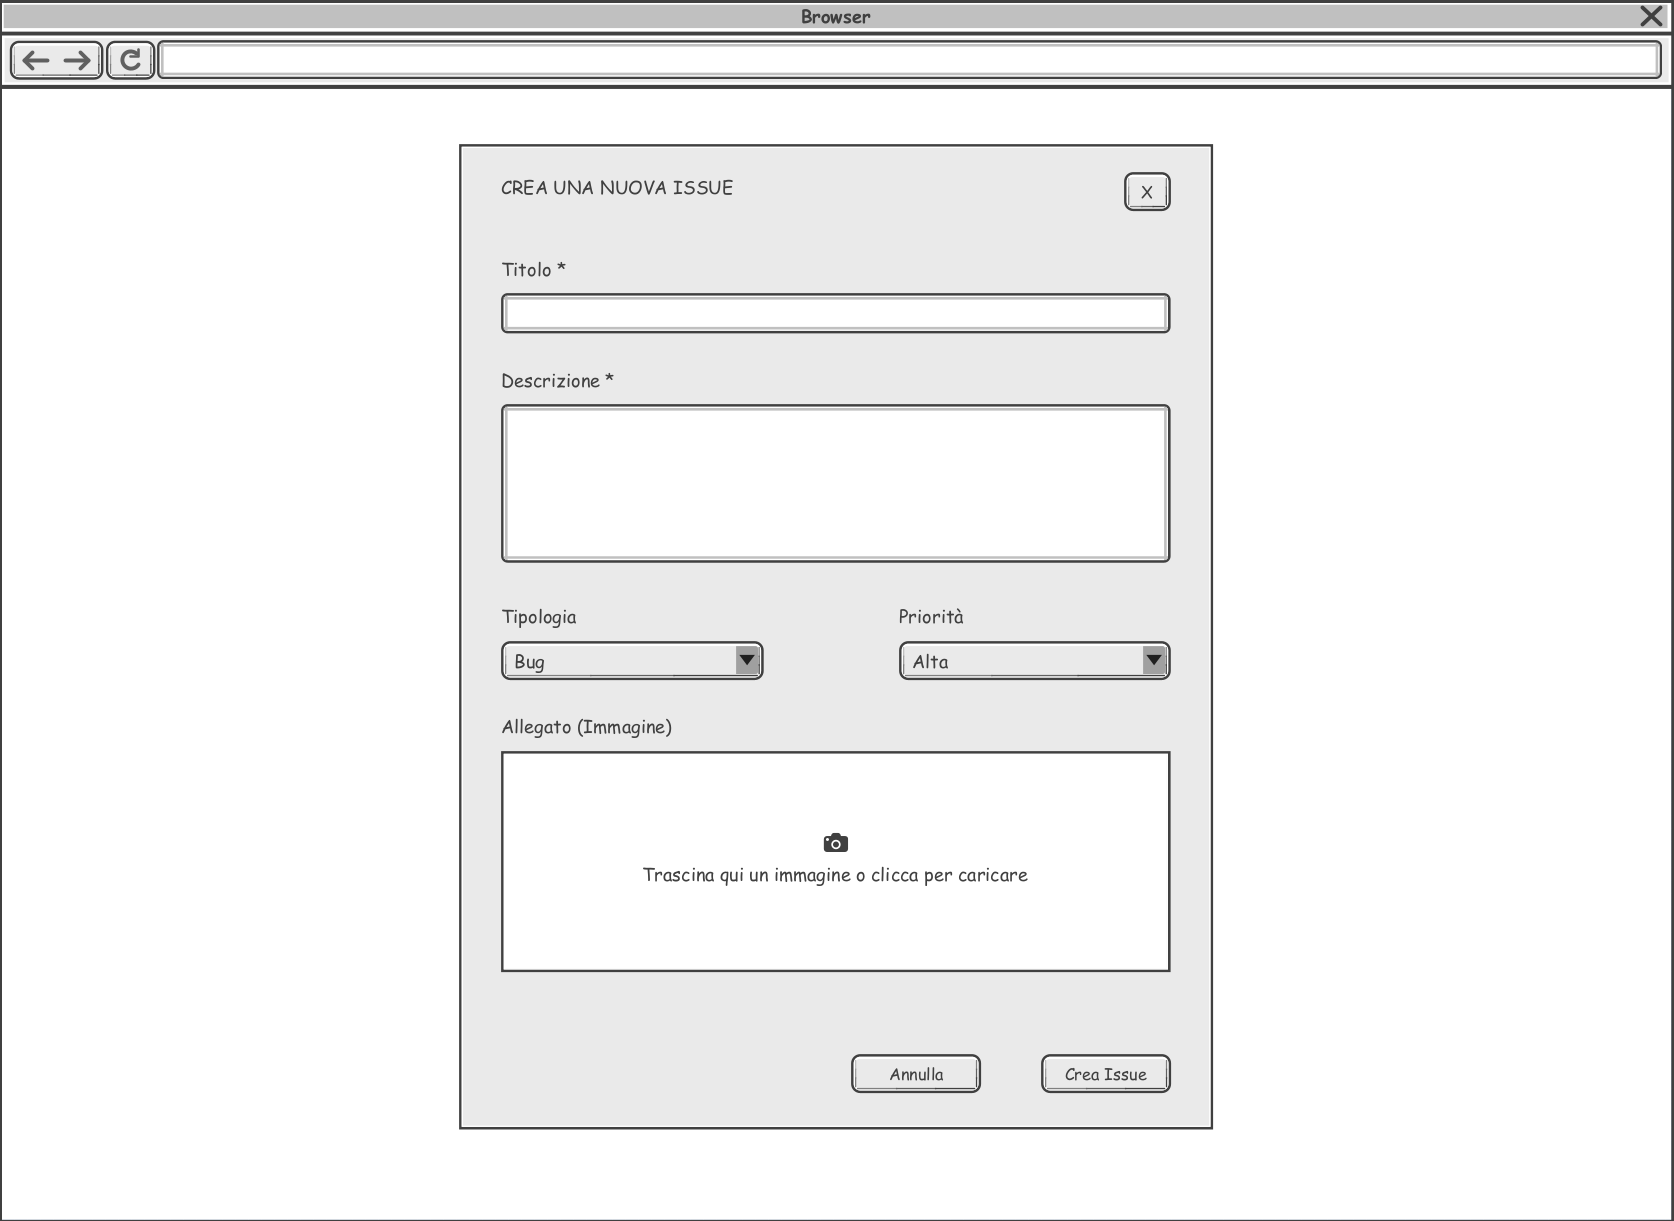 Browser
CREA UNA NUOVA ISSUE
X
Titolo *
Descrizione *
Tipologia
Priorità
Bug
Alta
Allegato (Immagine)
Trascina qui un immagine o clicca per caricare
Annulla
Crea Issue